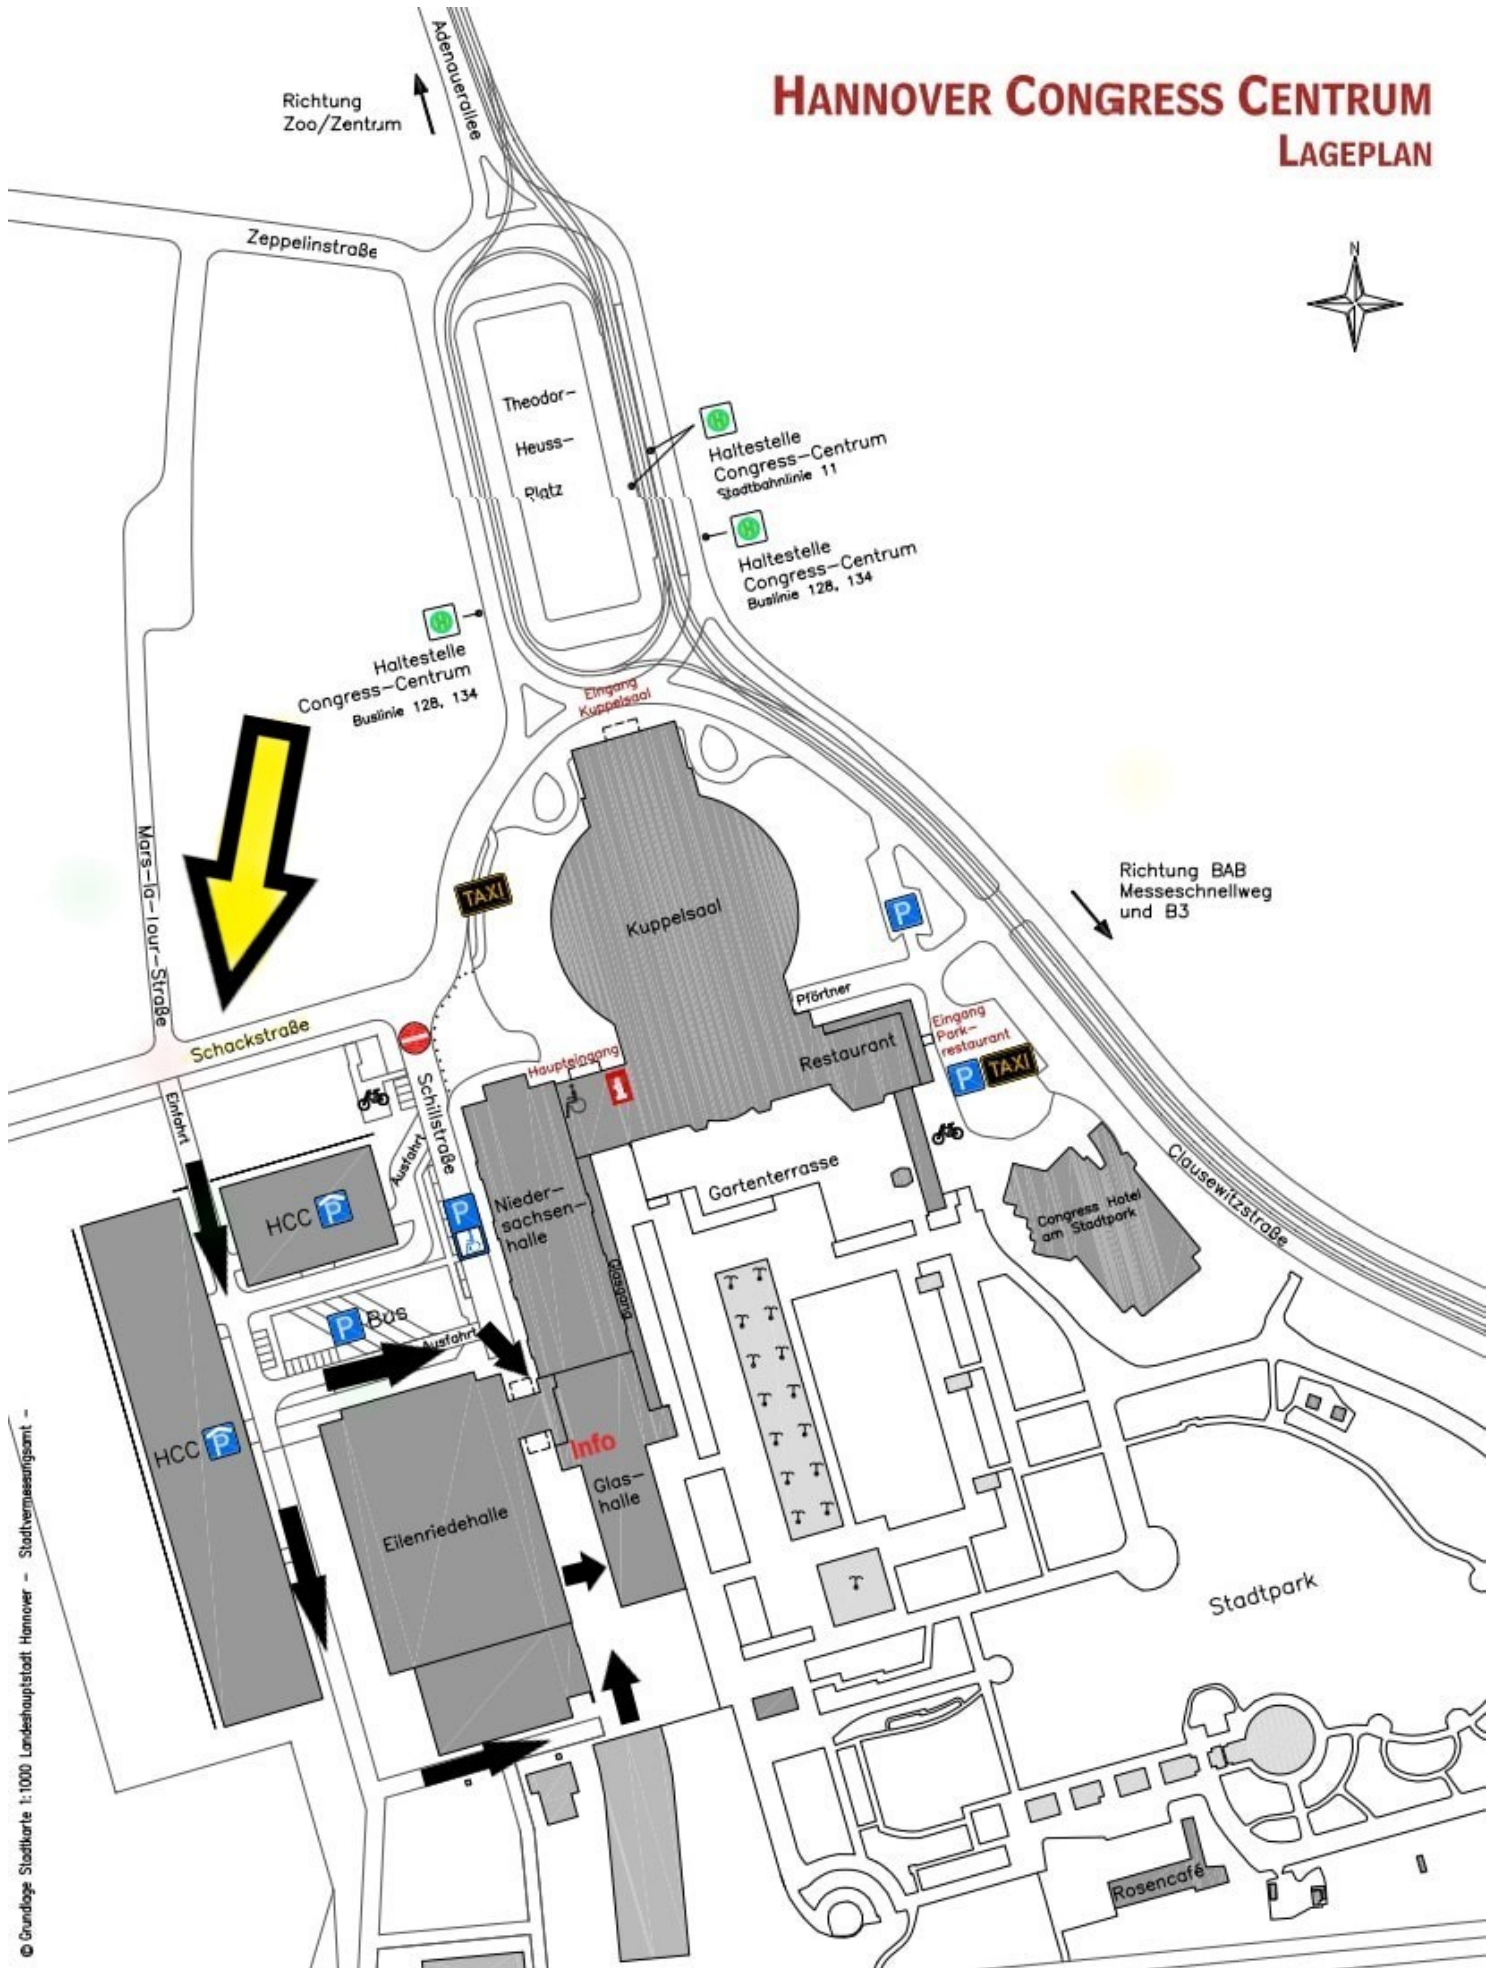 HANNOVER CONGRESS CENTRUM
LAGEPLAN
Adenauerallee
Richtung
Zoo/Zentrum
N
Zeppelinstraße
Theodor-
Heuss-
Platz
H
Haltestelle
Congress-Centrum
Stadtbahnlinie 11
H
Haltestelle
Congress-Centrum
Buslinie 128, 134
H
Haltestelle
Congress-Centrum
Buslinie 128, 134
Eingang
Kuppelsaal
Mars-la-Tour-Straße
TAXI
Kuppelsaal
P
Richtung BAB
Messeschnellweg
und B3
Pförtner
Eingang
Park-
restaurant
P TAXI
Restaurant
Schackstraße
Haupteingang
i
Schillstraße
Einfahrt
Ausfahrt
HCC P
P
Nieder-
sachsen-
halle
Glasgang
Gartenterrasse
Congress Hotel
am Stadtpark
Clausewitzstraße
P Bus
Ausfahrt
HCC P
Info
Glas-
halle
Eilenriedehalle
Stadtpark
Rosencafé
© Grundlage Stadtkarte 1:1000 Landeshauptstadt Hannover - Stadtvermessungsamt -